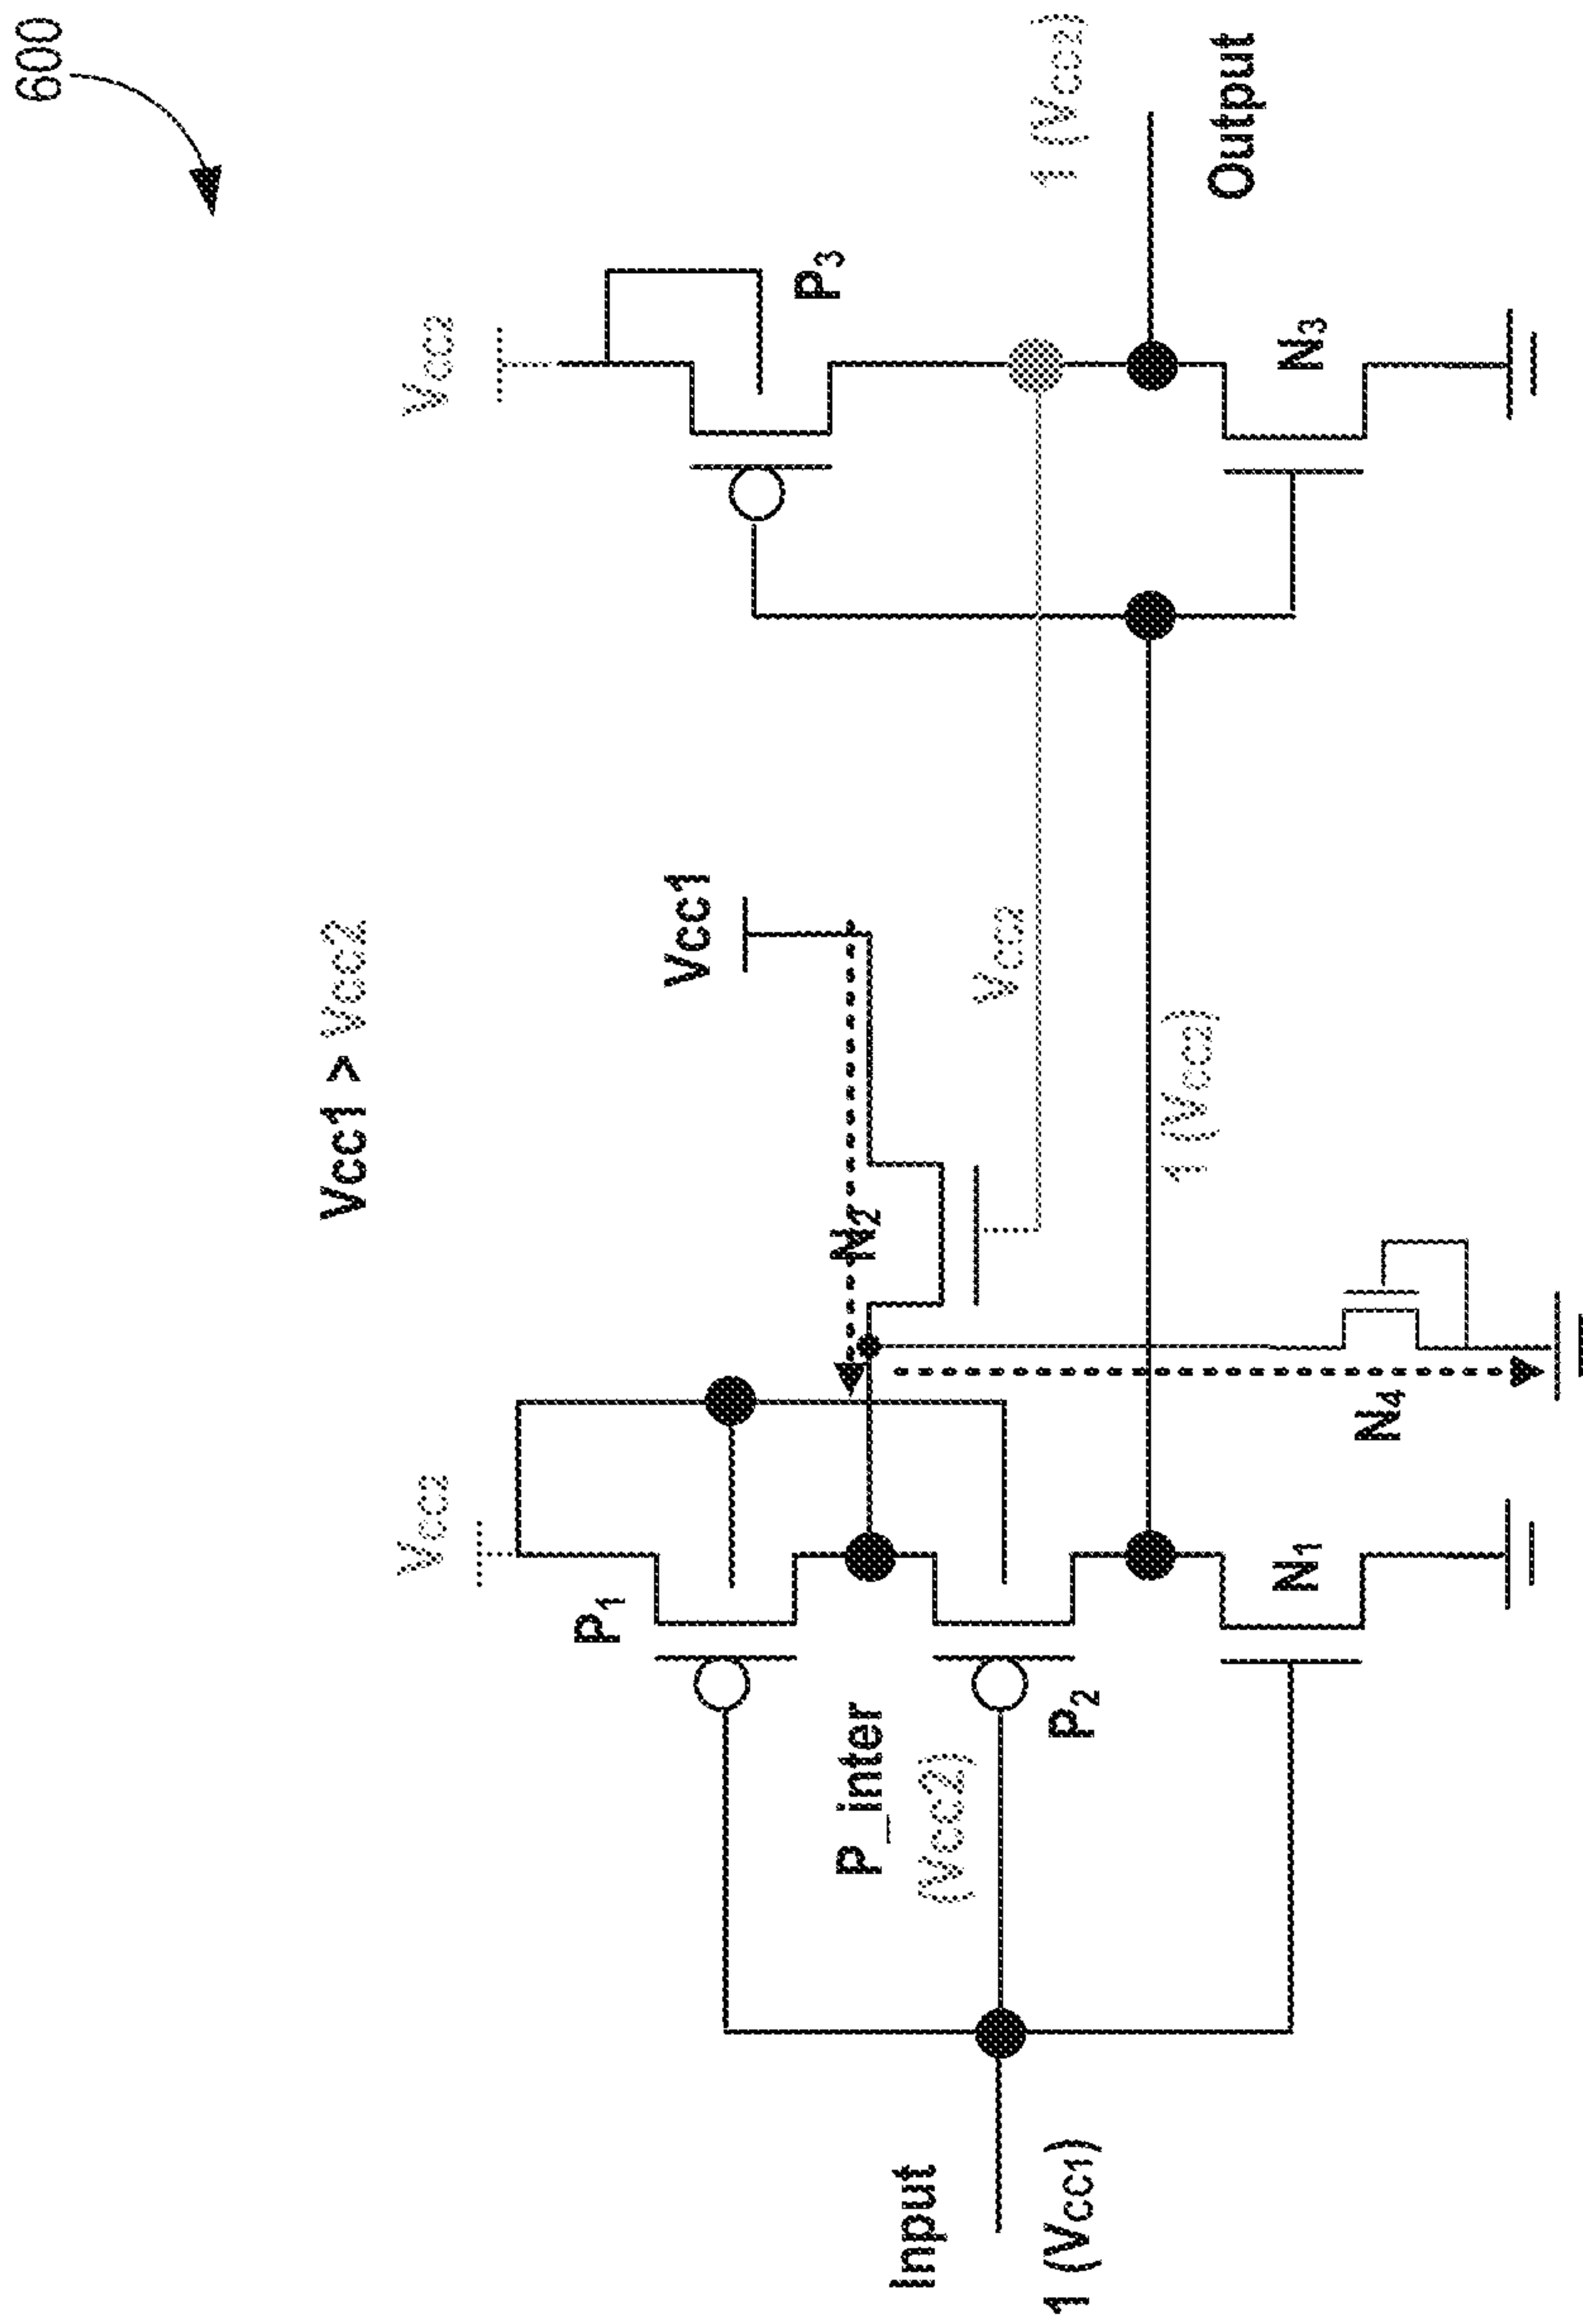 600
Vcc1 > Vcc2
Vcc2
Vcc2
P1
Vcc1
P3
N2
P_inter
(Vcc2)
Vcc2
1 (Vcc2)
Input
1 (Vcc1)
P2
1 (Vcc2)
Output
N1
N4
N3